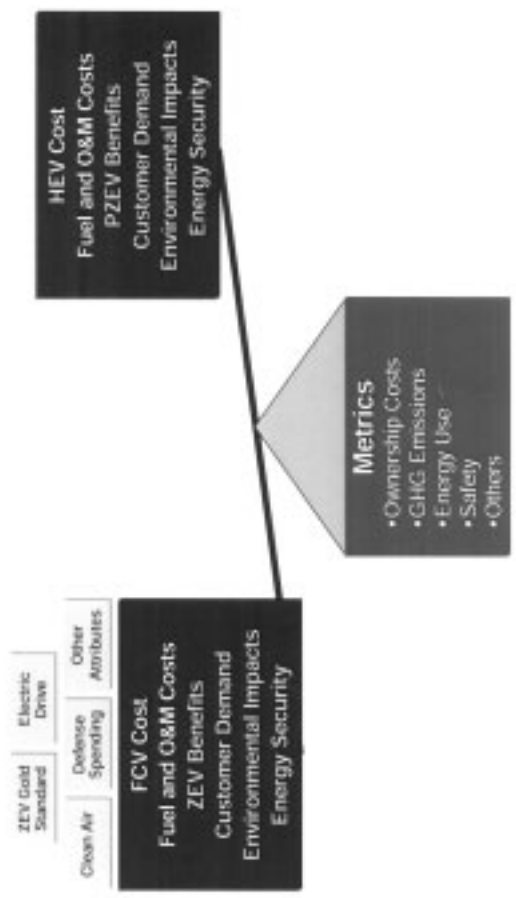 ZEV Gold
Standard
Electric
Drive
Clean Air
Defense
Spending
Other
Attributes
FCV Cost
Fuel and O&M Costs
ZEV Benefits
Customer Demand
Environmental Impacts
Energy Security
HEV Cost
Fuel and O&M Costs
PZEV Benefits
Customer Demand
Environmental Impacts
Energy Security
Metrics
•Ownership Costs
•GHG Emissions
•Energy Use
•Safety
•Others